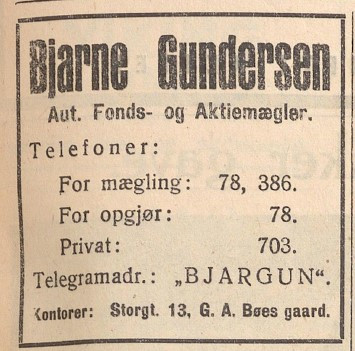 Bjarne Gundersen
Aut. Fonds- og Aktiemægler.
Telefoner:
For mægling: 78, 386.
For opgjør: 78.
Privat: 703.
Telegramadr.: „BJARGUN“.
Kontorer: Storgt. 13, G. A. Bøes gaard.